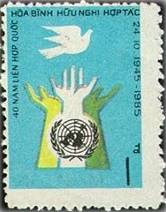 HÒA BÌNH HỮU NGHỊ HỢP TÁC
40 NĂM LIÊN HỢP QUỐC
24-10-1945-1985
1